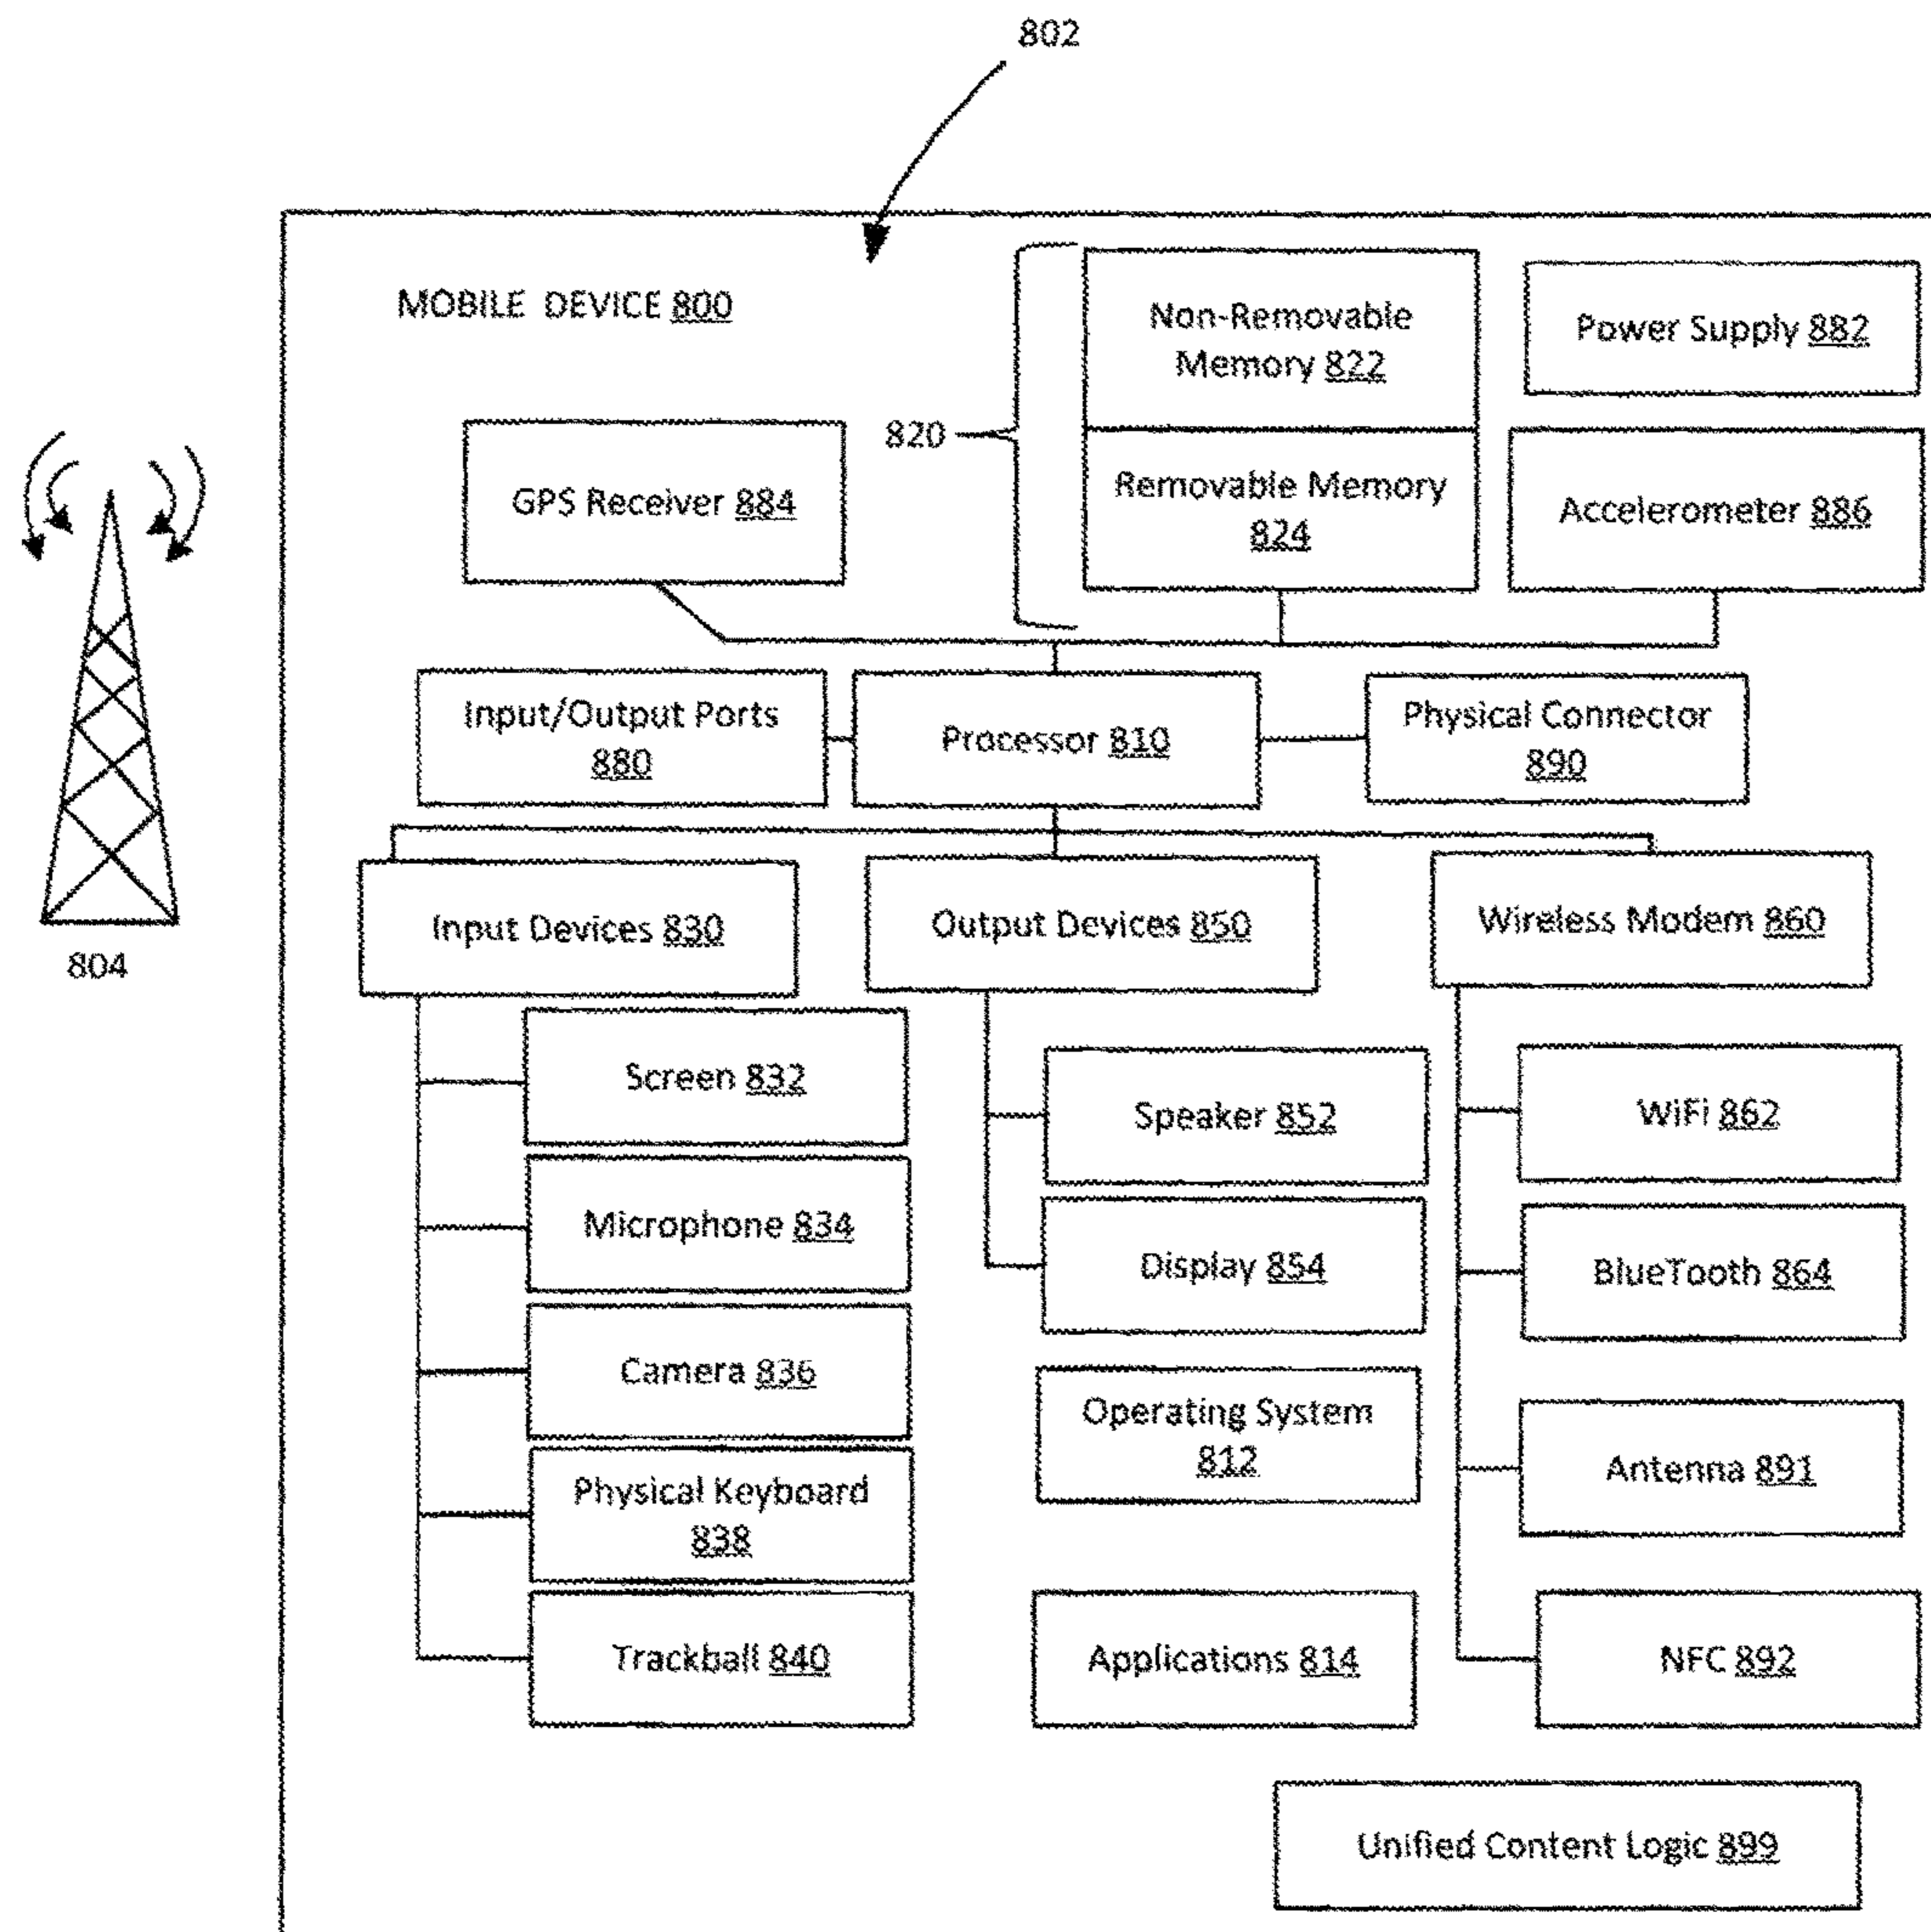 802
MOBILE DEVICE 800
Non-Removable
Memory 822
Power Supply 882
820
GPS Receiver 884
Removable Memory
824
Accelerometer 886
Input/Output Ports
880
Processor 810
Physical Connector
890
804
Input Devices 830
Output Devices 850
Wireless Modem 860
Screen 832
Speaker 852
WiFi 862
Microphone 834
Display 854
BlueTooth 864
Camera 836
Operating System
812
Antenna 891
Physical Keyboard
838
Trackball 840
Applications 814
NFC 892
Unified Content Logic 899